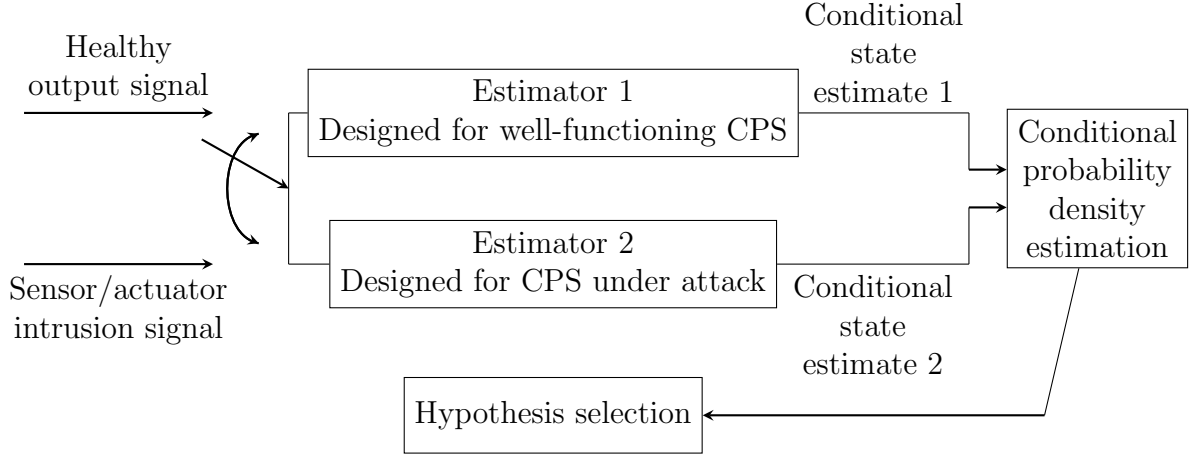 Healthy
output signal
Sensor/actuator
intrusion signal
Estimator 1
Designed for well-functioning CPS
Estimator 2
Designed for CPS under attack
Conditional
state
estimate 1
Conditional
state
estimate 2
Conditional
probability
density
estimation
Hypothesis selection